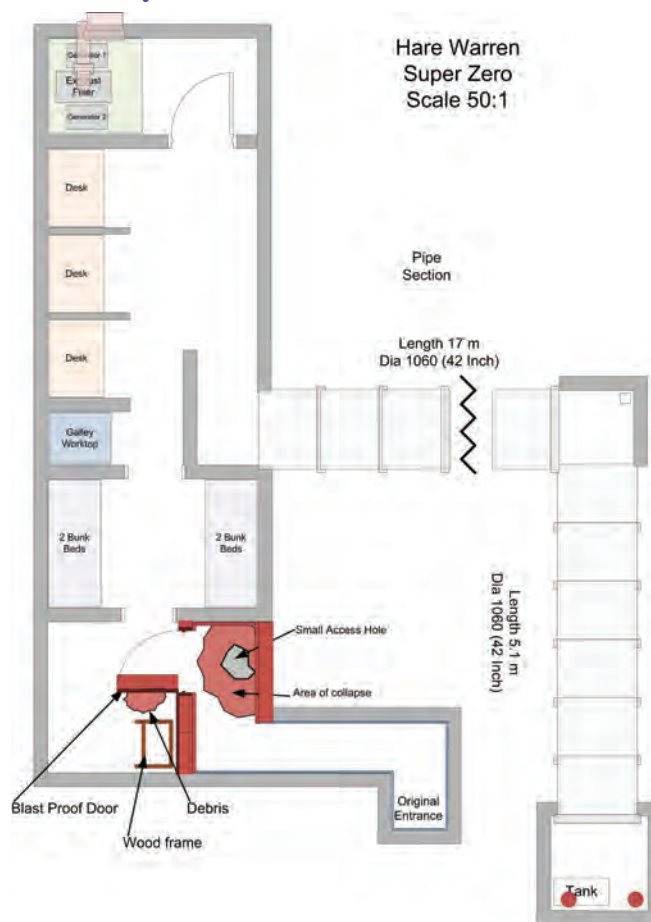 Hare Warren
Super Zero
Scale 50:1
Generator 1
Exhust
Fixer
Generator 2
Desk
Desk
Desk
Pipe
Section
Length 17 m
Dia 1060 (42 Inch)
Galley
Worktop
2 Bunk
Beds
2 Bunk
Beds
Length 5.1 m
Dia 1060 (42 Inch)
Small Access Hole
Area of collapse
Blast Proof Door
Debris
Wood frame
Original
Entrance
Tank